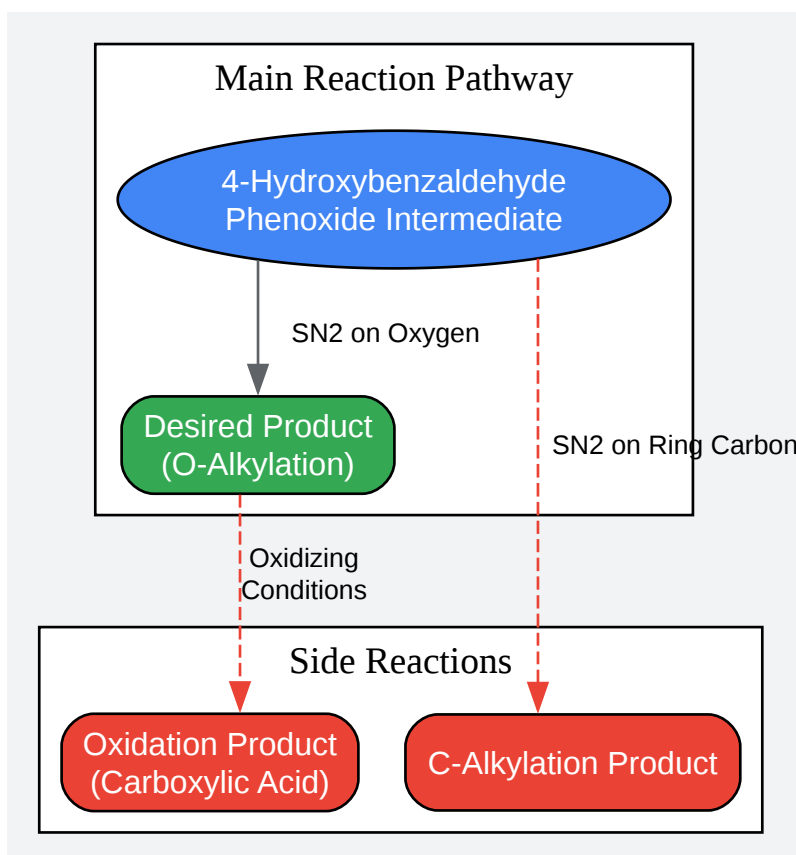 Main Reaction Pathway
4-Hydroxybenzaldehyde
Phenoxide Intermediate
SN2 on Oxygen
Desired Product
(O-Alkylation)
SN2 on Ring Carbon
Oxidizing
Conditions
Side Reactions
Oxidation Product
(Carboxylic Acid)
C-Alkylation Product